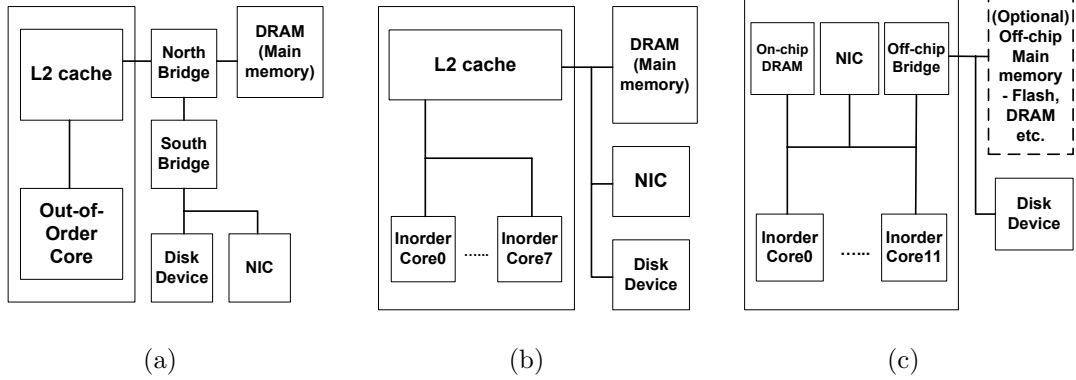 L2 cache
Out-of-
Order
Core
North
Bridge
DRAM
(Main
memory)
South
Bridge
Disk
Device
NIC
(a)
L2 cache
Inorder
Core0
......
Inorder
Core7
DRAM
(Main
memory)
NIC
Disk
Device
(b)
On-chip
DRAM
NIC
Off-chip
Bridge
Inorder
Core0
......
Inorder
Core11
(Optional)
Off-chip
Main
memory
- Flash,
DRAM
etc.
Disk
Device
(c)